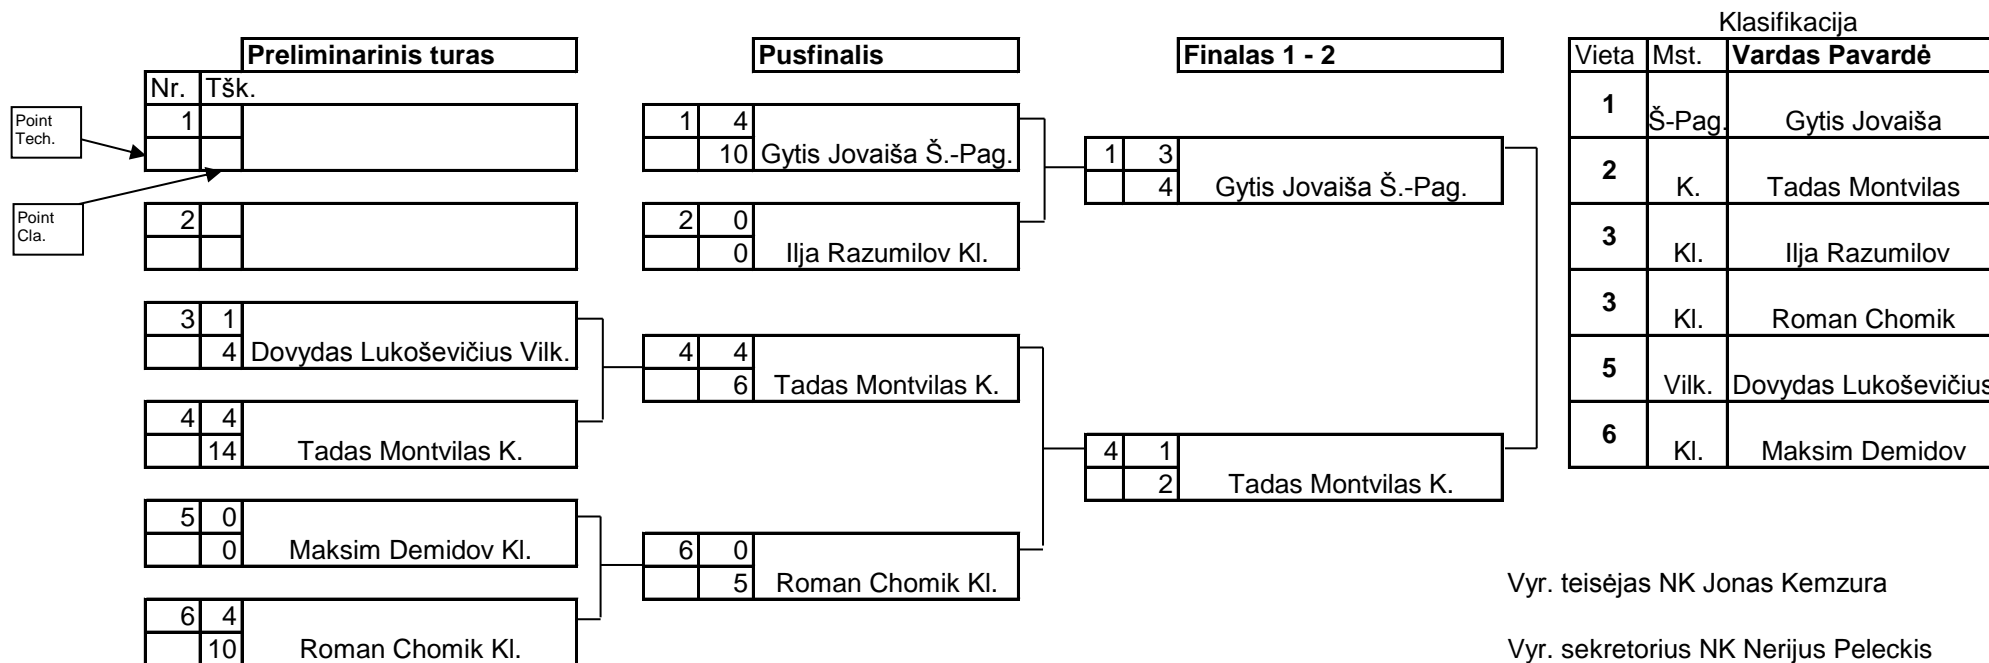 Klasifikacija
Preliminarinis turas Pusfinalis Finalas 1 - 2 Vieta Mst. Vardas Pavardė
Nr. Tšk.
Point Tech.
1
1 4
10 Gytis Jovaiša Š.-Pag.
1 Š-Pag. Gytis Jovaiša
1 3
4 Gytis Jovaiša Š.-Pag.
2 K. Tadas Montvilas
Point Cla.
2
2 0
0 Ilja Razumilov Kl.
3 Kl. Ilja Razumilov
3 1
4 Dovydas Lukoševičius Vilk.
3 Kl. Roman Chomik
4 4
6 Tadas Montvilas K.
5 Vilk. Dovydas Lukoševičius
4 4
14 Tadas Montvilas K.
4 1
2 Tadas Montvilas K.
6 Kl. Maksim Demidov
5 0
0 Maksim Demidov Kl.
6 0
5 Roman Chomik Kl.
Vyr. teisėjas NK Jonas Kemzura
6 4
10 Roman Chomik Kl.
Vyr. sekretorius NK Nerijus Peleckis